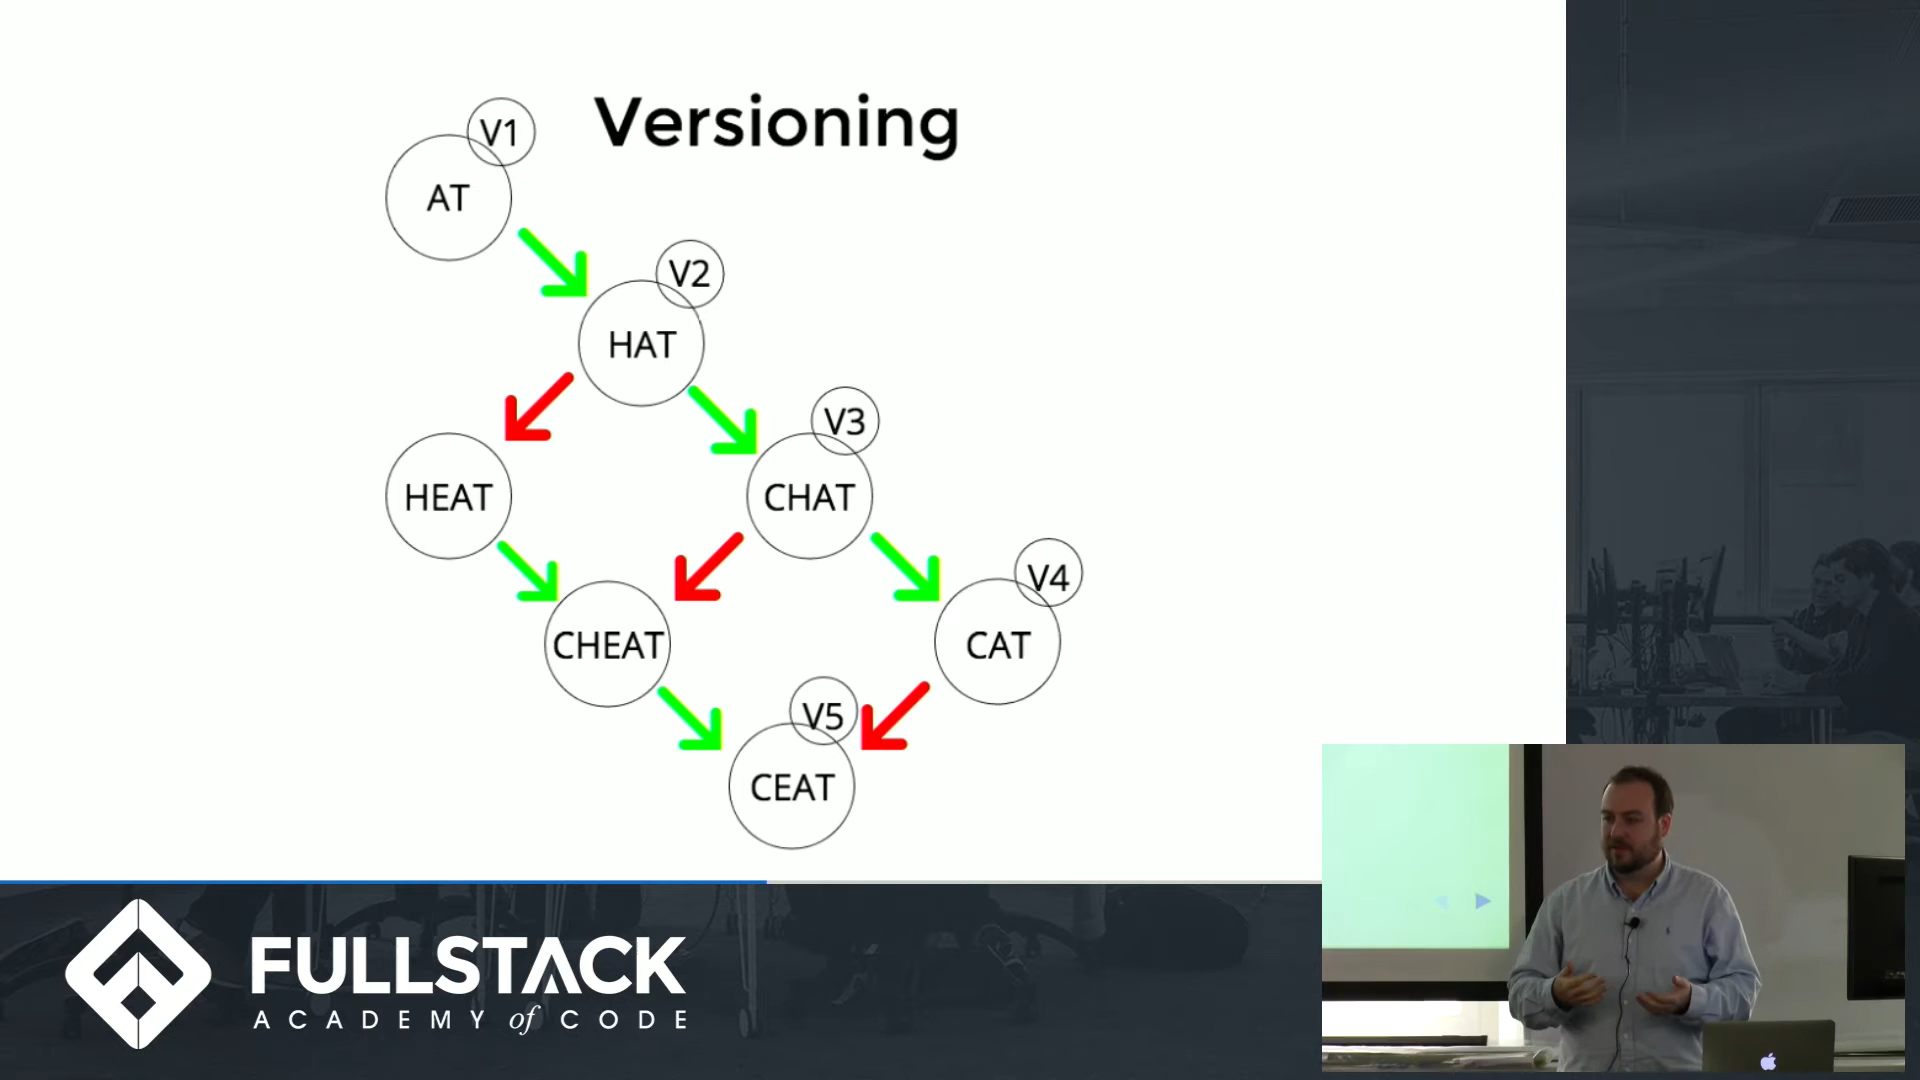 Versioning
V1
AT
V2
HAT
V3
HEAT
CHAT
V4
CHEAT
CAT
V5
CEAT
FULLSTACK
ACADEMY of CODE